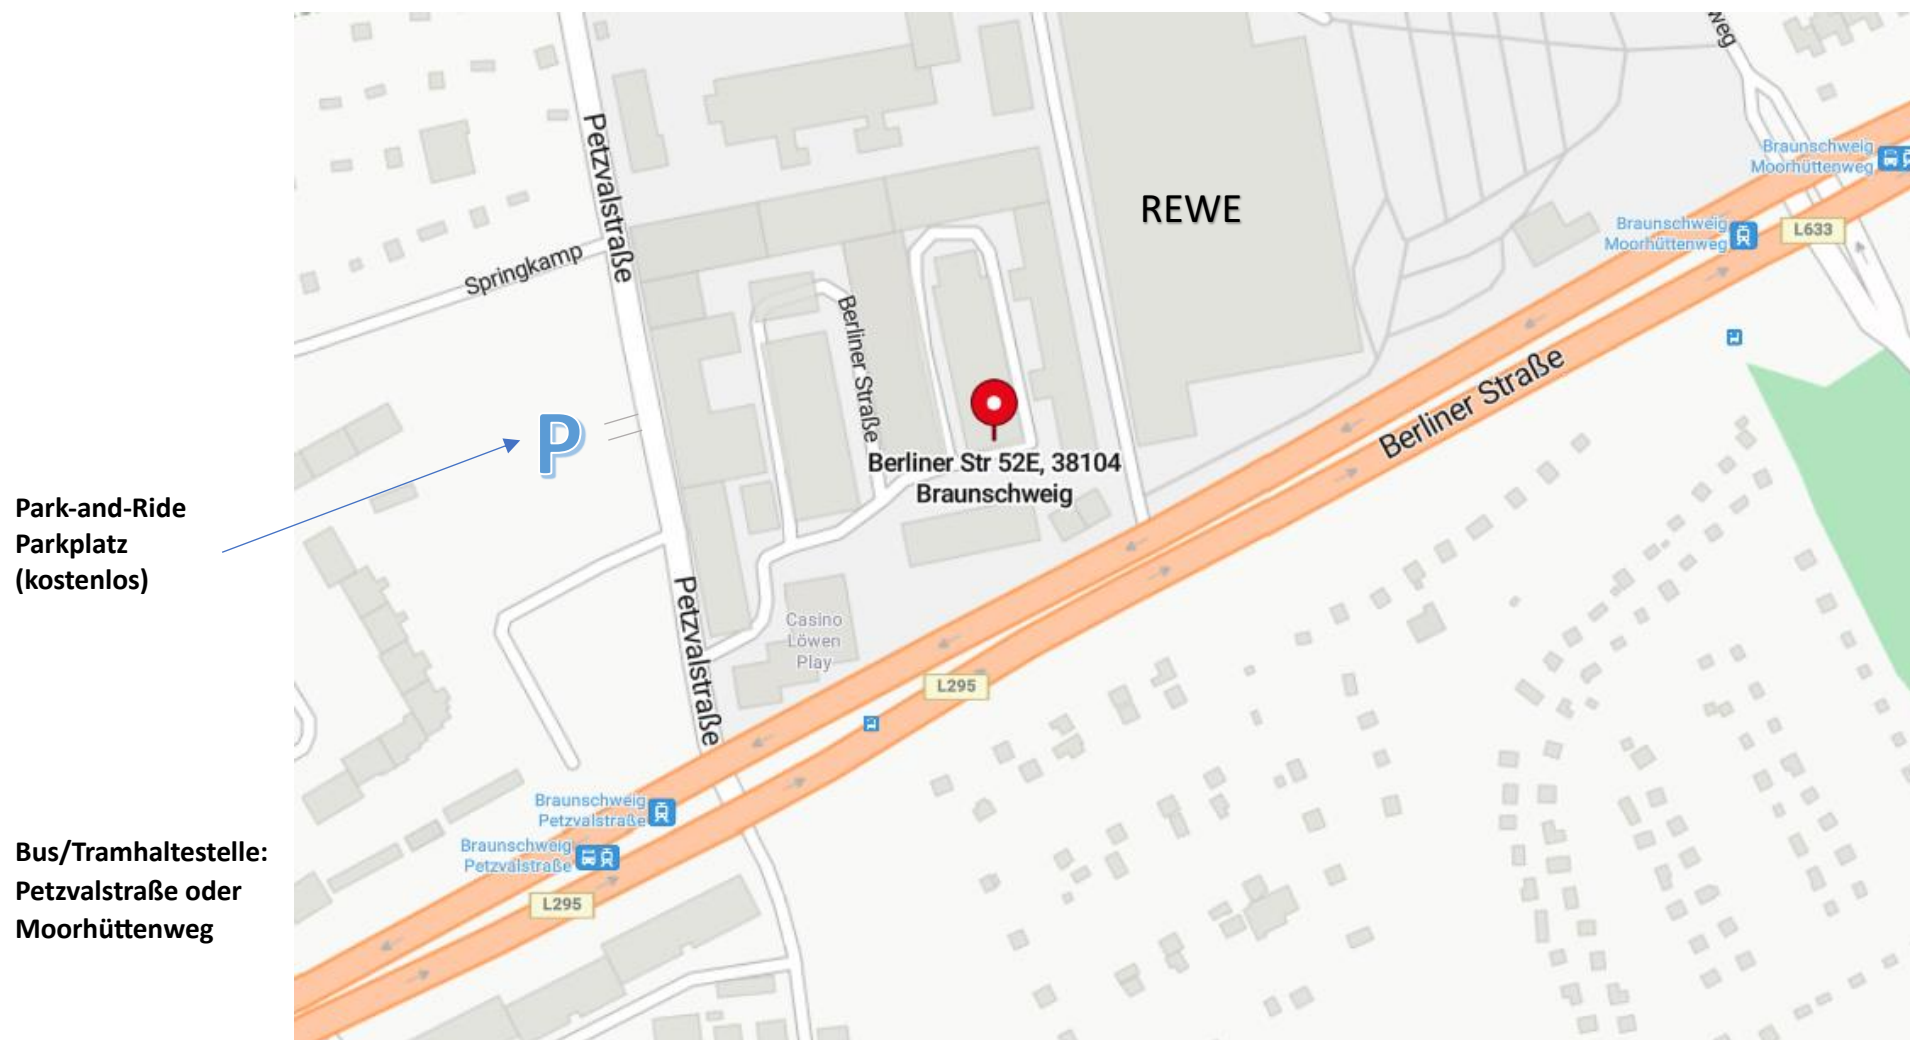 weg
Petzvalstraße
Braunschweig
Moorhüttenweg
REWE
Braunschweig
Moorhüttenweg
L633
Springkamp
Berliner Straße
Berliner Straße
P
Berliner Str 52E, 38104
Braunschweig
Park-and-Ride
Parkplatz
(kostenlos)
Petzvalstraße
Casino
Löwen
Play
L295
Braunschweig
Petzvalstraße
Braunschweig
Petzvalstraße
L295
Bus/Tramhaltestelle:
Petzvalstraße oder
Moorhüttenweg